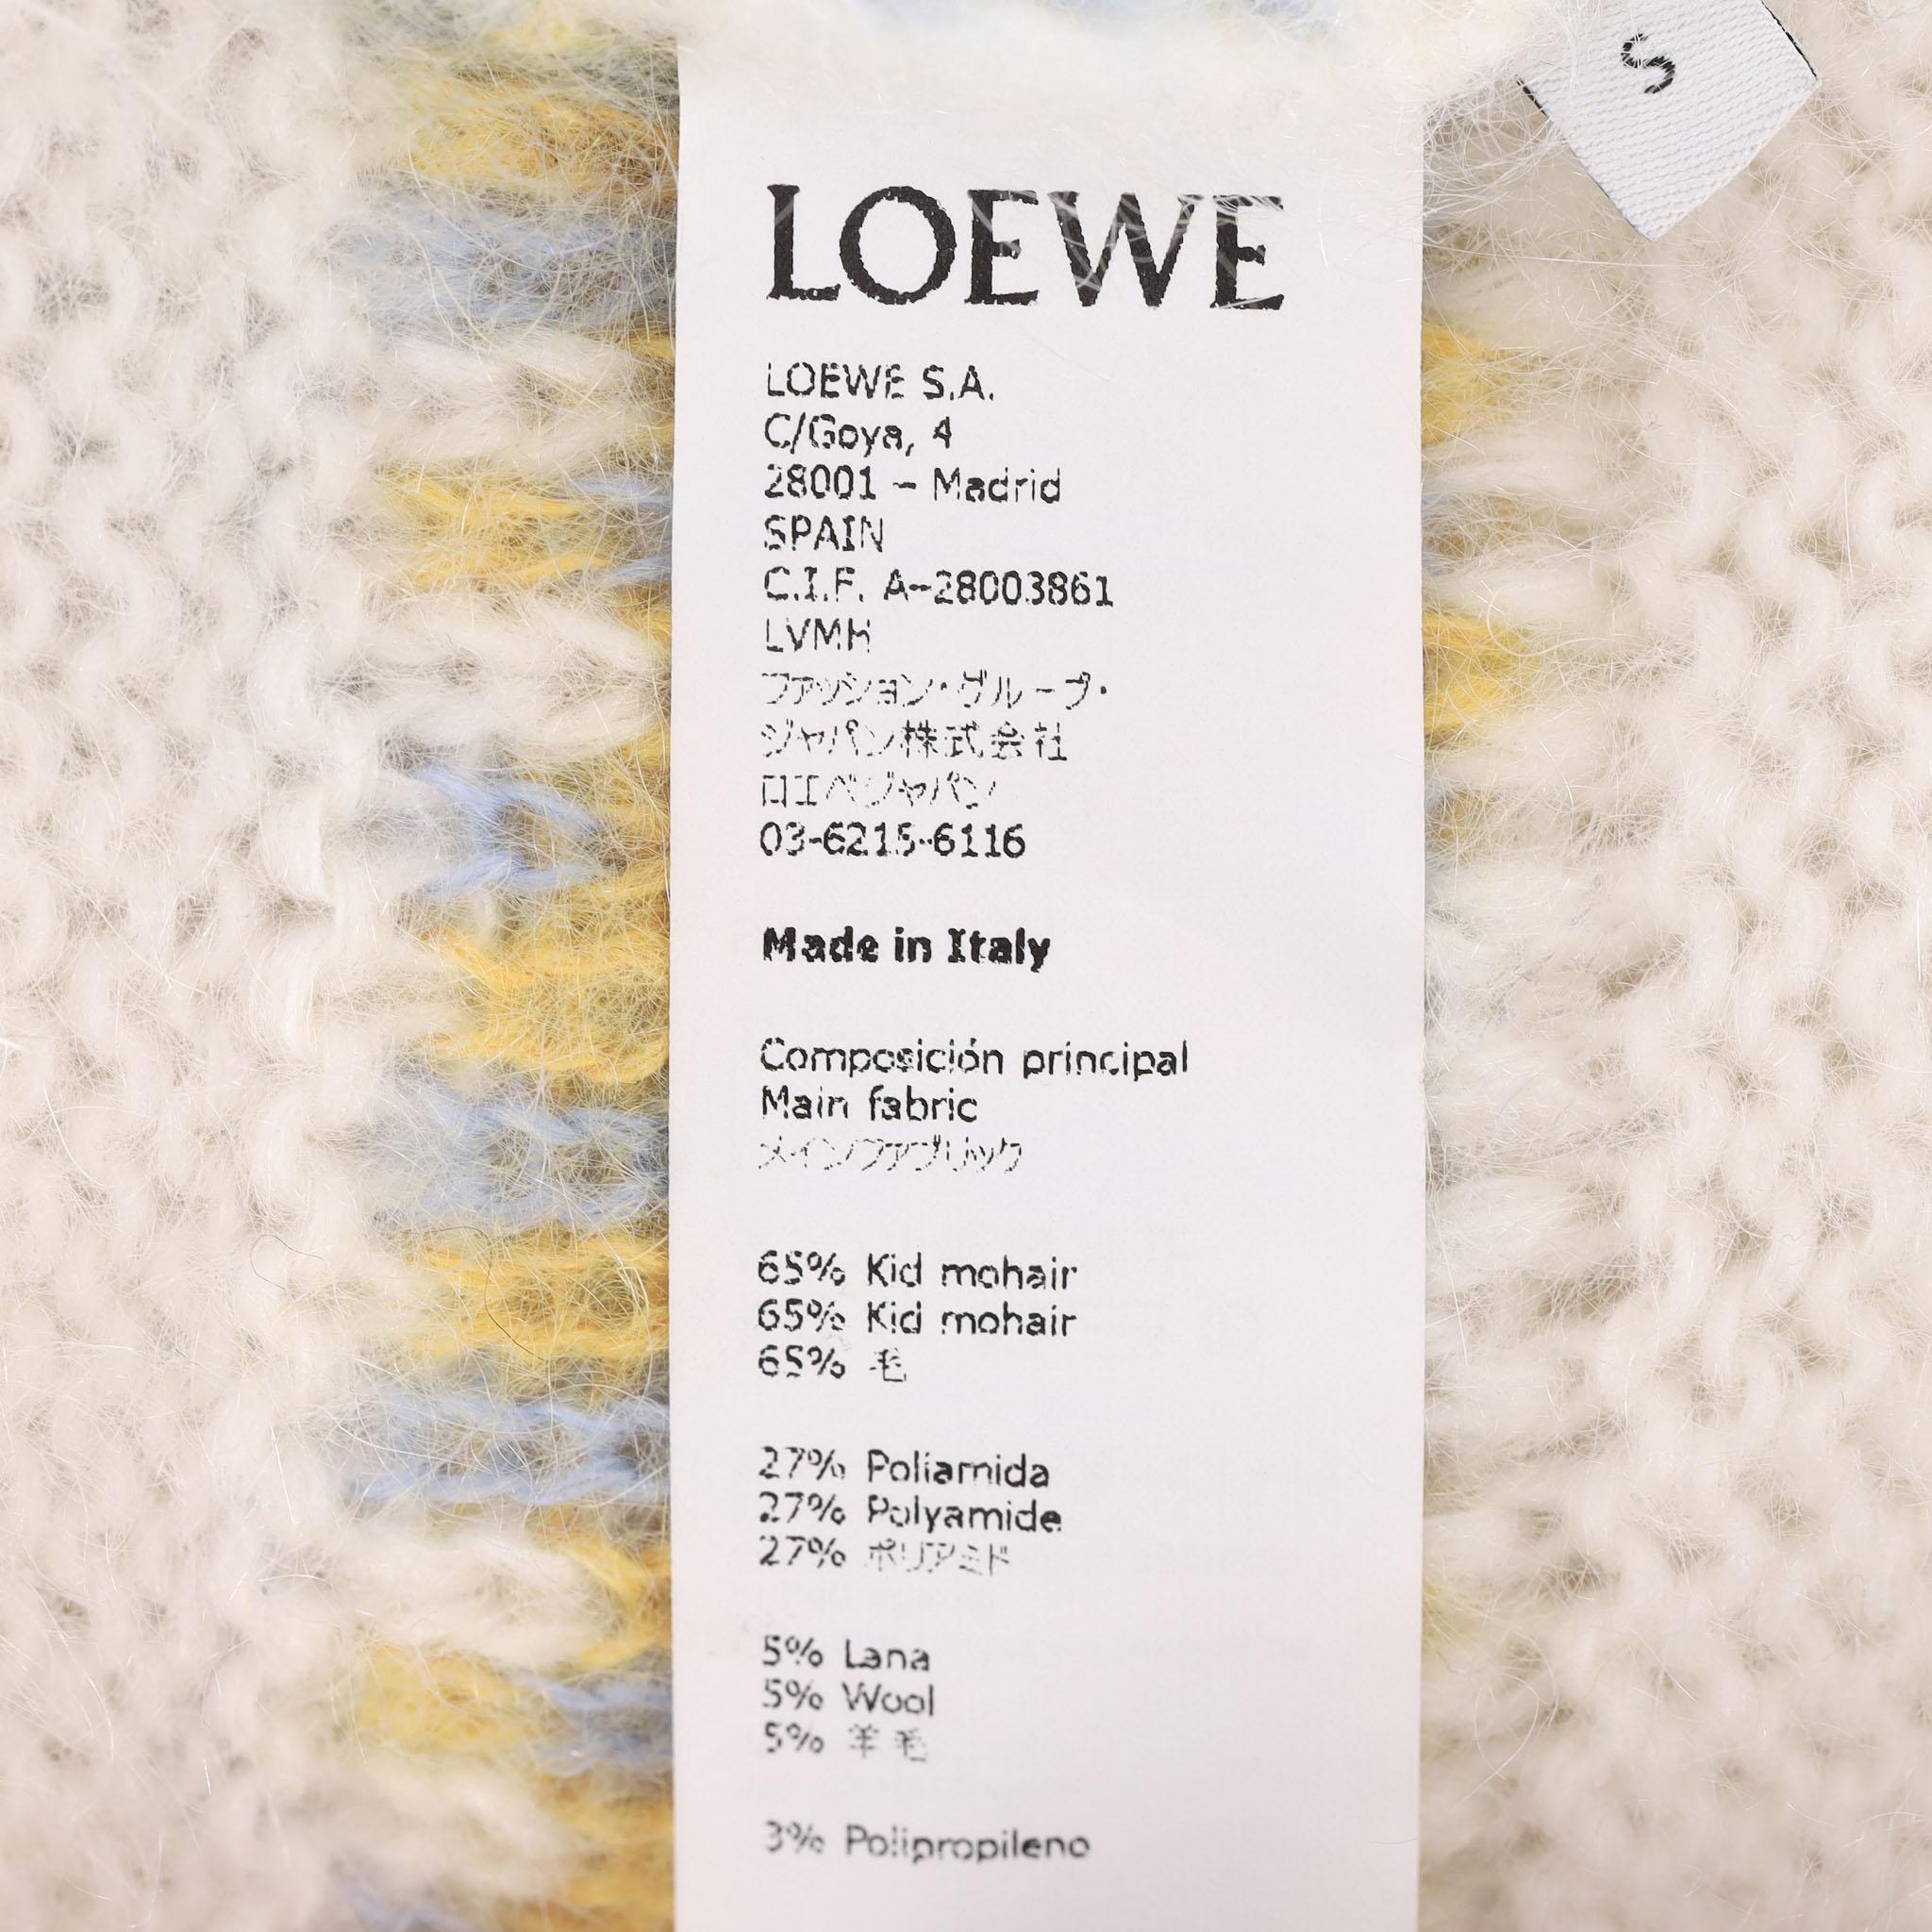 S
LOEWE
LOEWE S.A.
C/Goya, 4
28001 – Madrid
SPAIN
C.I.F. A-28003861
LVMH
ファッション・グループ・
ジャパン株式会社
ロエベジャパン
03-6215-6116
Made in Italy
Composición principal
Main fabric
メインファブリック
65% Kid mohair
65% Kid mohair
65% 毛
27% Poliamida
27% Polyamide
27% ポリアミド
5% Lana
5% Wool
5% 羊毛
3% Polipropileno